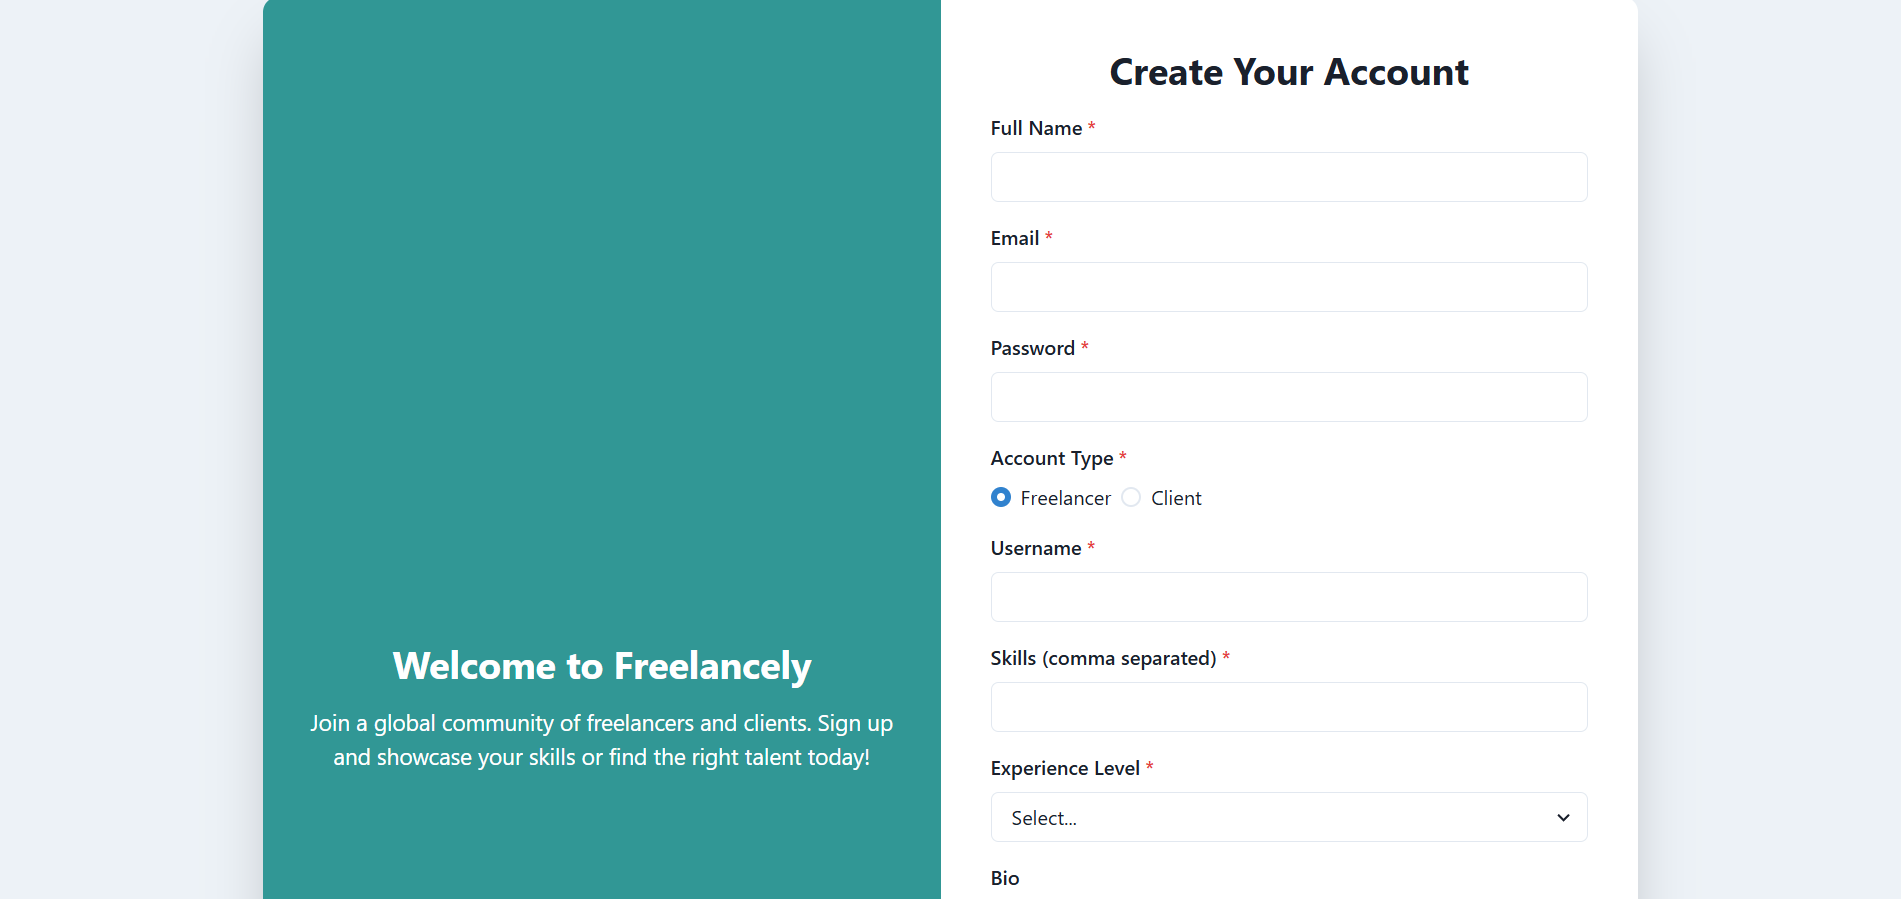 Welcome to Freelancely
Join a global community of freelancers and clients. Sign up
and showcase your skills or find the right talent today!
Create Your Account
Full Name *
Email *
Password *
Account Type *
Freelancer
Client
Username *
Skills (comma separated) *
Experience Level *
Select...
Bio